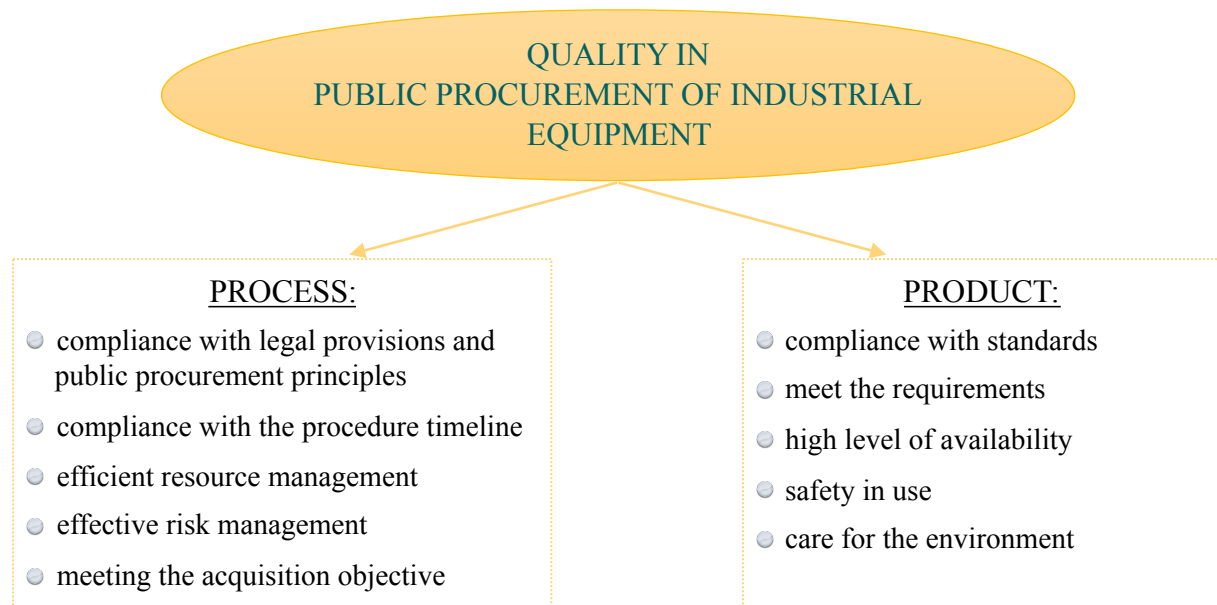 QUALITY IN
PUBLIC PROCUREMENT OF INDUSTRIAL
EQUIPMENT
PROCESS:
compliance with legal provisions and
public procurement principles
compliance with the procedure timeline
efficient resource management
effective risk management
meeting the acquisition objective
PRODUCT:
compliance with standards
meet the requirements
high level of availability
safety in use
care for the environment